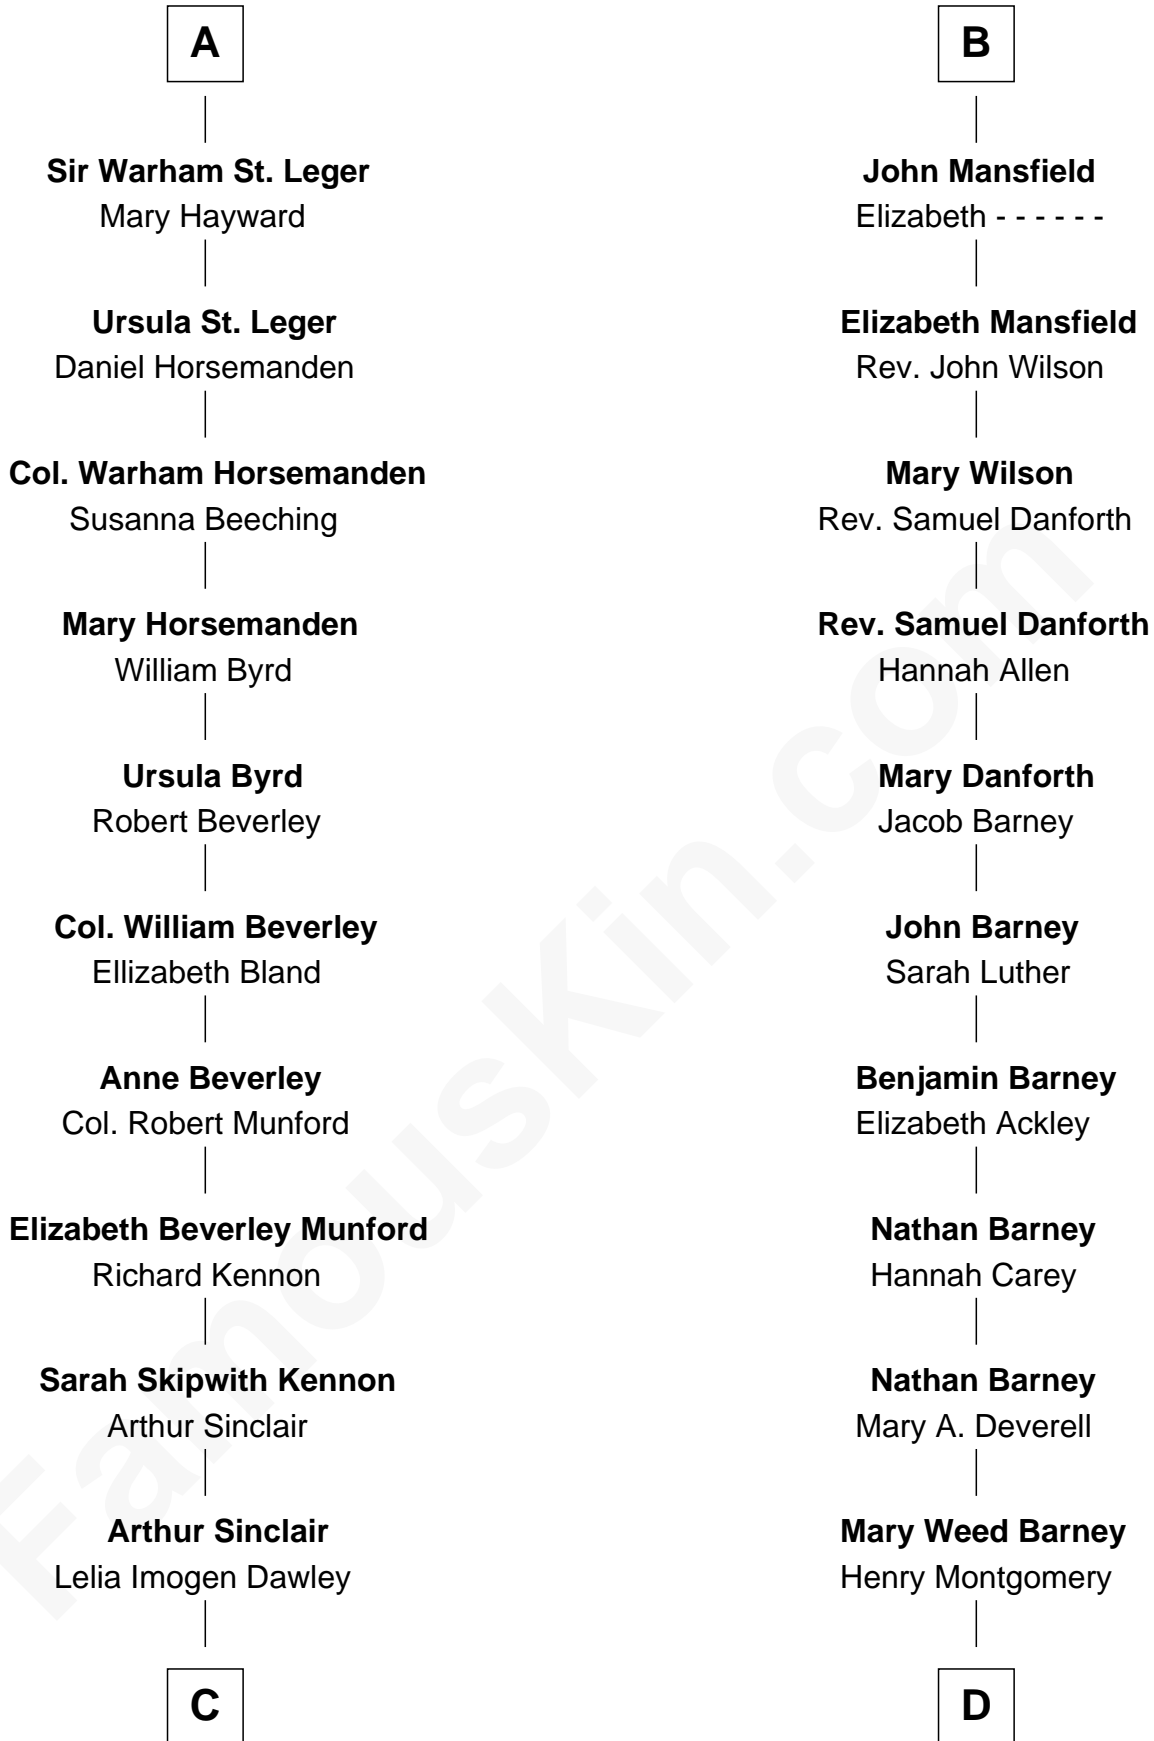 A
Sir Warham St. Leger
Mary Hayward
Ursula St. Leger
Daniel Horsemanden
Col. Warham Horsemanden
Susanna Beeching
Mary Horsemanden
William Byrd
Ursula Byrd
Robert Beverley
Col. William Beverley
Ellizabeth Bland
Anne Beverley
Col. Robert Munford
Elizabeth Beverley Munford
Richard Kennon
Sarah Skipwith Kennon
Arthur Sinclair
Arthur Sinclair
Lelia Imogen Dawley
C
B
John Mansfield
Elizabeth - - - - - -
Elizabeth Mansfield
Rev. John Wilson
Mary Wilson
Rev. Samuel Danforth
Rev. Samuel Danforth
Hannah Allen
Mary Danforth
Jacob Barney
John Barney
Sarah Luther
Benjamin Barney
Elizabeth Ackley
Nathan Barney
Hannah Carey
Nathan Barney
Mary A. Deverell
Mary Weed Barney
Henry Montgomery
D
FamousKin.com